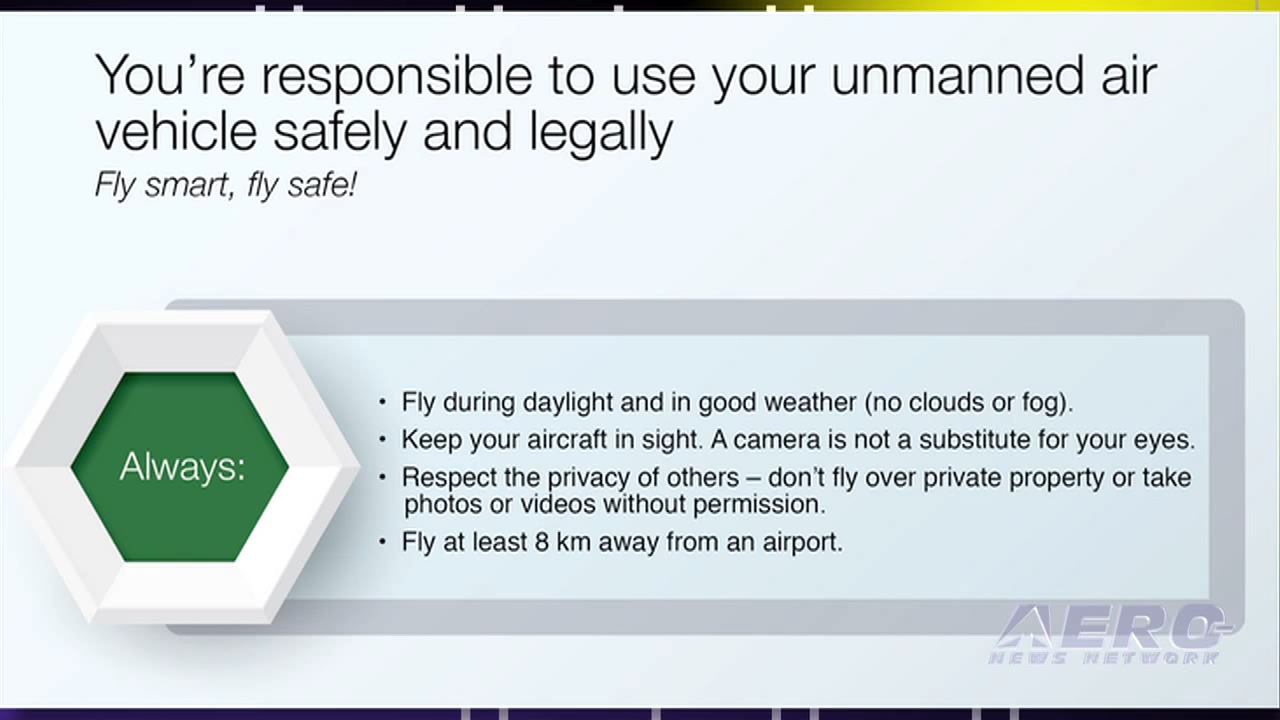 You’re responsible to use your unmanned air
vehicle safely and legally
Fly smart, fly safe!
Always:
• Fly during daylight and in good weather (no clouds or fog).
• Keep your aircraft in sight. A camera is not a substitute for your eyes.
• Respect the privacy of others – don’t fly over private property or take
photos or videos without permission.
• Fly at least 8 km away from an airport.
AERO
NEWS NETWORK